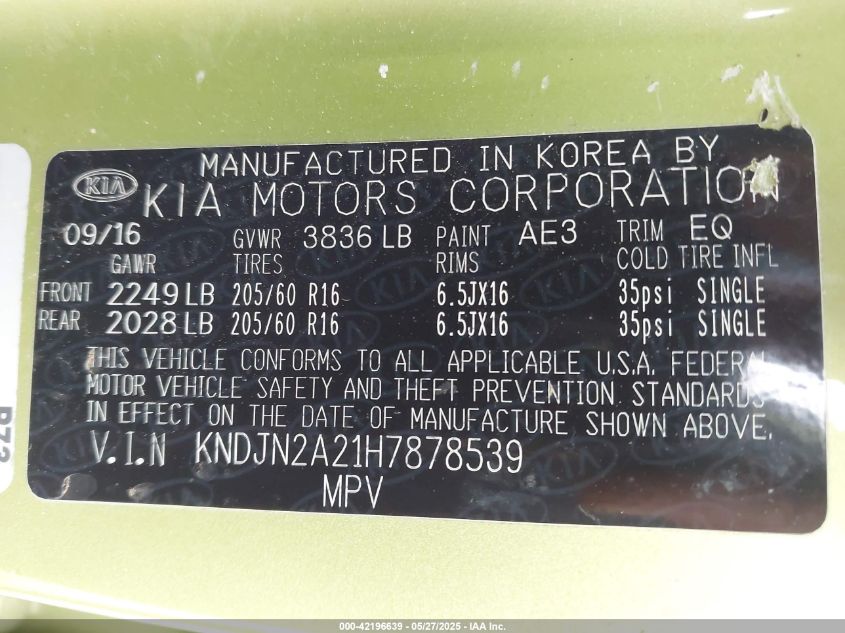 MANUFACTURED IN KOREA BY
KIA KIA MOTORS CORPORATION
09/16 GVWR 3836 LB PAINT AE3 TRIM EQ
GAWR TIRES RIMS COLD TIRE INFL
FRONT 2249 LB 205/60 R16 6.5JX16 35psi SINGLE
REAR 2028 LB 205/60 R16 6.5JX16 35psi SINGLE
THIS VEHICLE CONFORMS TO ALL APPLICABLE U.S.A. FEDERAL
MOTOR VEHICLE SAFETY AND THEFT PREVENTION STANDARDS
IN EFFECT ON THE DATE OF MANUFACTURE SHOWN ABOVE.
V.I.N KNDJN2A21H7878539
MPV
000-42196639 - 05/27/2025 - IAA Inc.